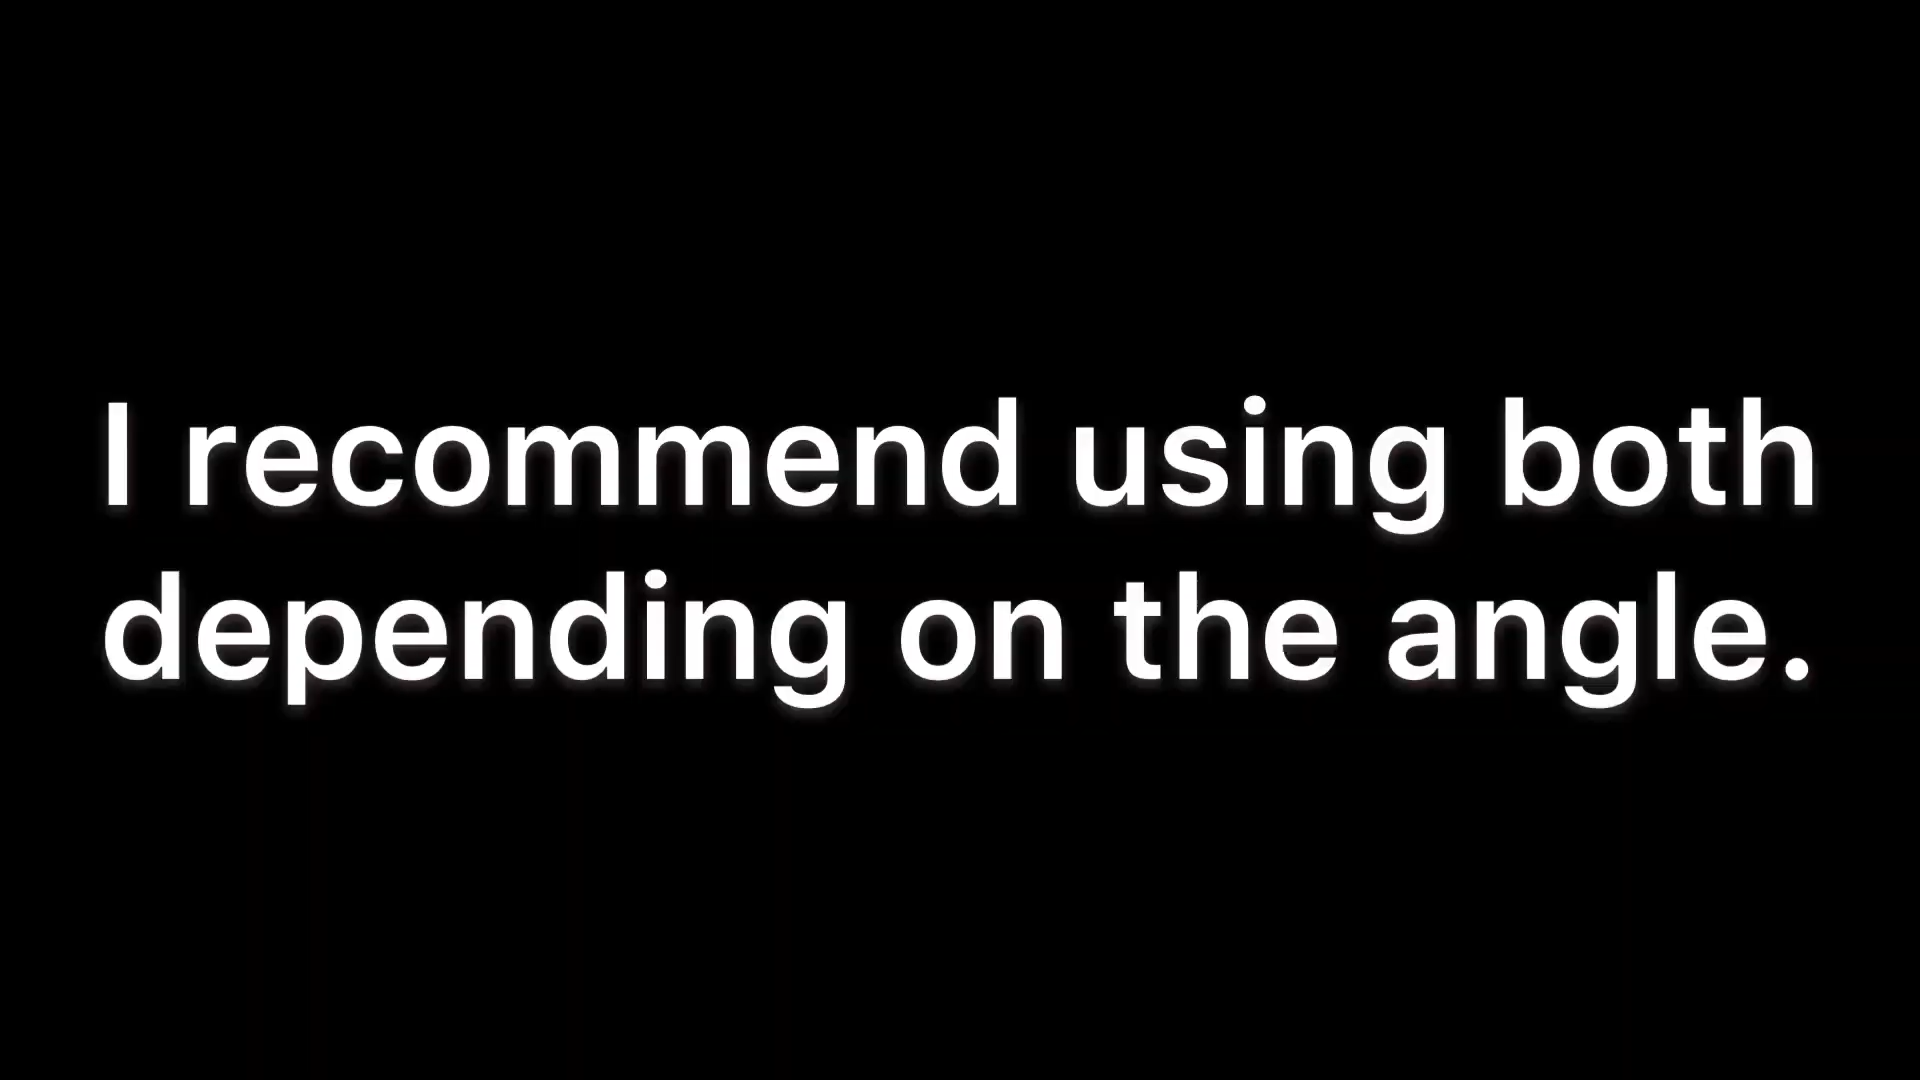 I recommend using both
depending on the angle.